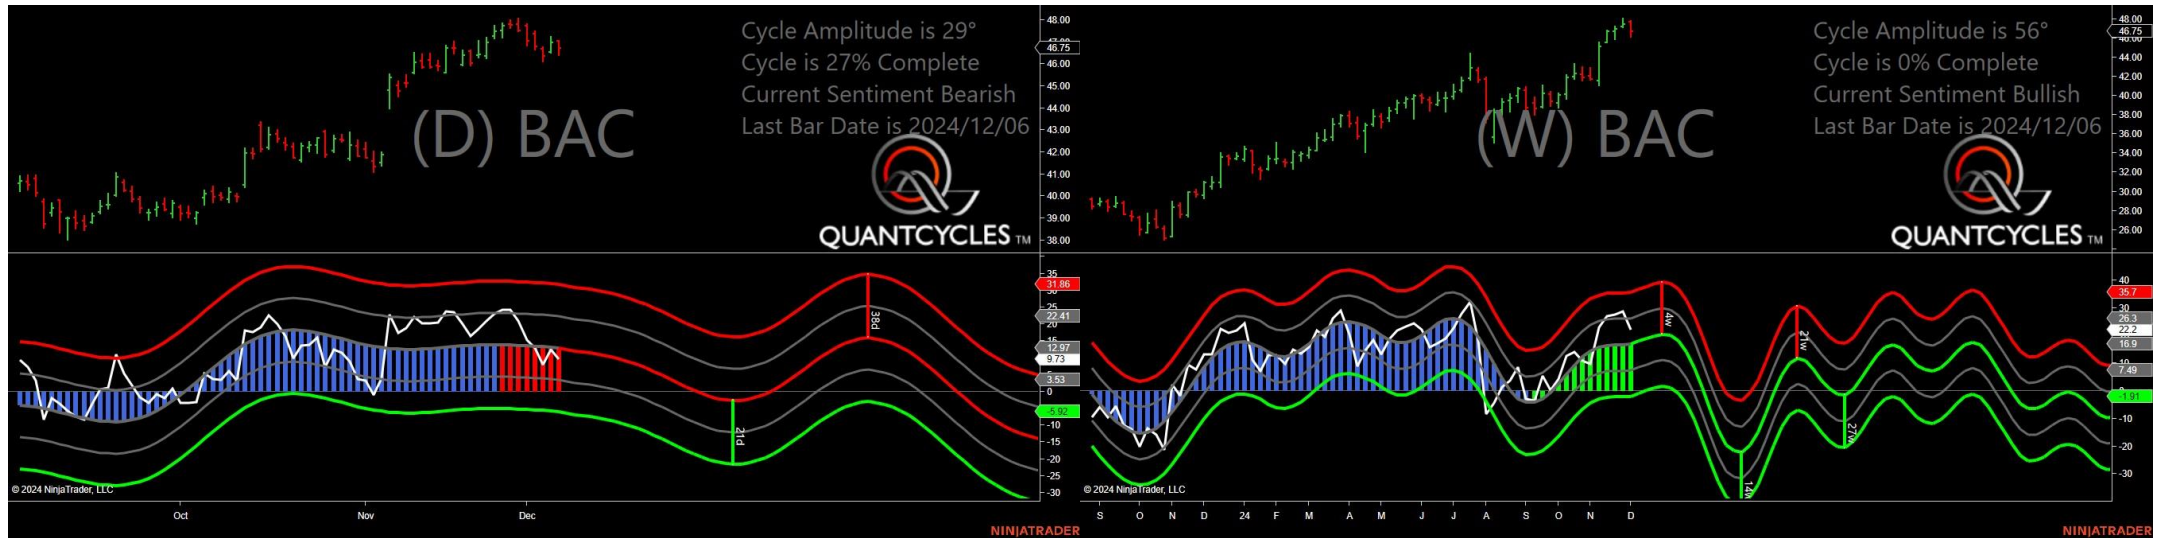 Cycle Amplitude is 29°
Cycle is 27% Complete
Current Sentiment Bearish
Last Bar Date is 2024/12/06
(D) BAC
QUANTCYCLES TM
48.00
46.75
46.00
45.00
44.00
43.00
42.00
41.00
40.00
39.00
38.00
35
31.86
25
22.41
20
15
12.97
9.73
3.53
0
-5.92
-10
-15
-20
-25
-30
38d
21d
© 2024 NinjaTrader, LLC
Oct
Nov
Dec
NINJATRADER
Cycle Amplitude is 56°
Cycle is 0% Complete
Current Sentiment Bullish
Last Bar Date is 2024/12/06
(W) BAC
QUANTCYCLES TM
48.00
46.75
44.00
42.00
40.00
38.00
36.00
34.00
32.00
30.00
28.00
26.00
40
35.7
26.3
22.2
16.9
10
7.49
-1.91
-10
-20
-30
4w
21w
27w
14w
© 2024 NinjaTrader, LLC
S O N D 24 F M A M J J A S O N D
NINJATRADER